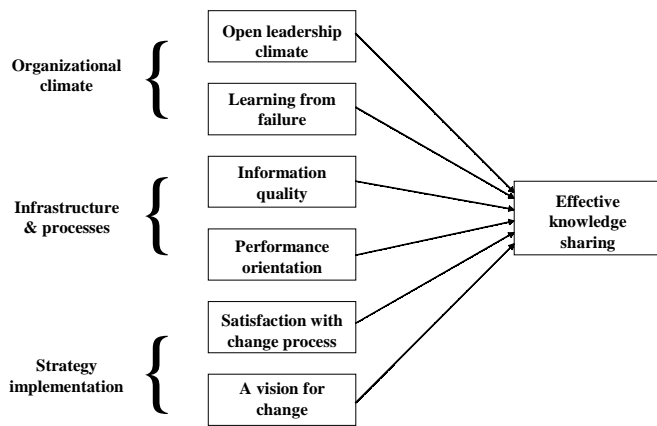 Organizational
climate
Open leadership
climate
Learning from
failure
Infrastructure
& processes
Information
quality
Performance
orientation
Strategy
implementation
Satisfaction with
change process
A vision for
change
Effective
knowledge
sharing